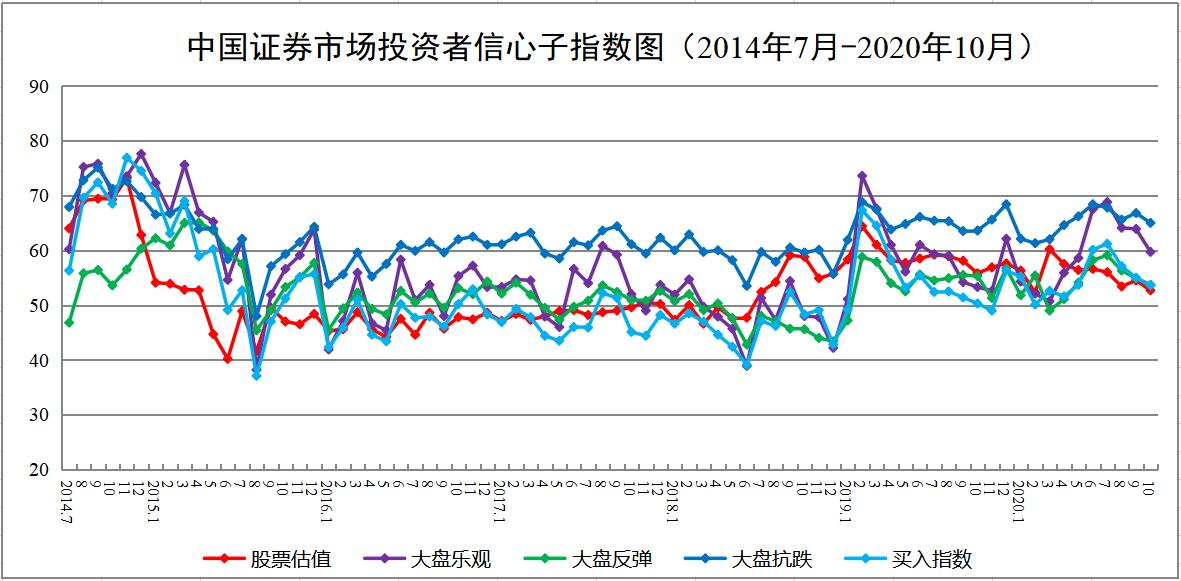 中国证券市场投资者信心子指数图（2014年7月-2020年10月）
90
80
70
60
50
40
30
20
2014.7 8 9 10 11 12 2015.1 2 3 4 5 6 7 8 9 10 11 12 2016.1 2 3 4 5 6 7 8 9 10 11 12 2017.1 2 3 4 5 6 7 8 9 10 11 12 2018.1 2 3 4 5 6 7 8 9 10 11 12 2019.1 2 3 4 5 6 7 8 9 10 11 12 2020.1 2 3 4 5 6 7 8 9 10
股票估值 大盘乐观 大盘反弹 大盘抗跌 买入指数